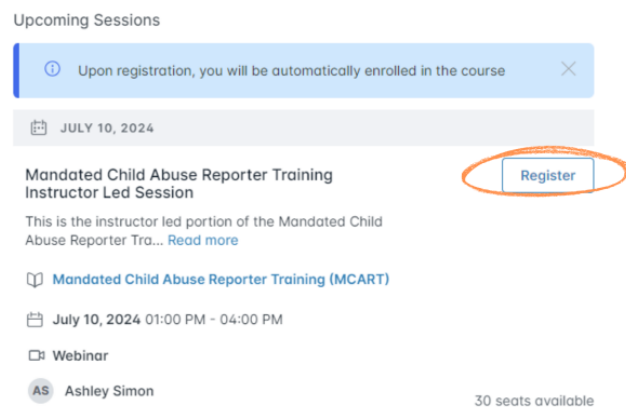 Upcoming Sessions
Upon registration, you will be automatically enrolled in the course
JULY 10, 2024
Mandated Child Abuse Reporter Training
Instructor Led Session
Register
This is the instructor led portion of the Mandated Child
Abuse Reporter Tra... Read more
Mandated Child Abuse Reporter Training (MCART)
July 10, 2024 01:00 PM - 04:00 PM
Webinar
AS Ashley Simon
30 seats available